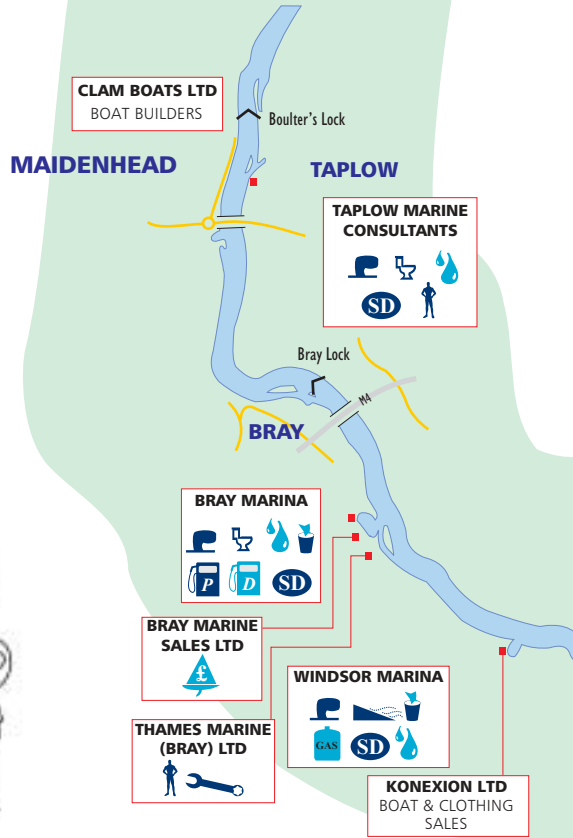 CLAM BOATS LTD
BOAT BUILDERS
Boulter's Lock
MAIDENHEAD
TAPLOW
TAPLOW MARINE
CONSULTANTS
SD
Bray Lock
M4
BRAY
BRAY MARINA
P
D
SD
BRAY MARINE
SALES LTD
£
WINDSOR MARINA
GAS
SD
THAMES MARINE
(BRAY) LTD
KONEXION LTD
BOAT & CLOTHING
SALES